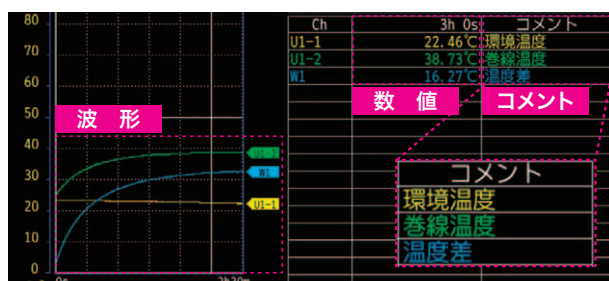 80
70
60
50
40
30
20
10
0
波 形
U1-2
W1
U1-1
0s
2h30m
Ch 3h 0s コメント
U1-1 22.46℃ 環境温度
U1-2 38.73℃ 巻線温度
W1 16.27℃ 温度差
数 値
コメント
コメント
環境温度
巻線温度
温度差